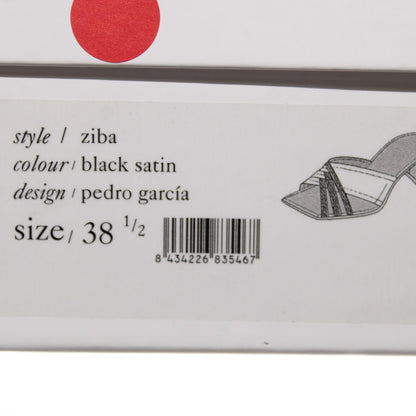 style / ziba
colour / black satin
design / pedro garcía
size / 38 1/2
8 434226 835467